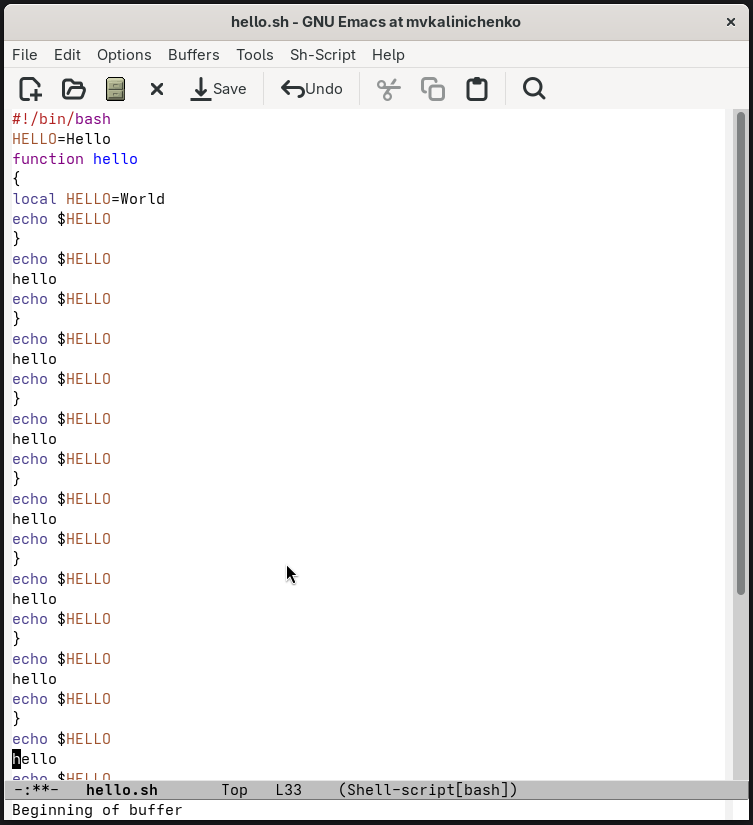 hello.sh - GNU Emacs at mvkalinichenko
File Edit Options Buffers Tools Sh-Script Help
Save Undo
#!/bin/bash
HELLO=Hello
function hello
{
local HELLO=World
echo $HELLO
}
echo $HELLO
hello
echo $HELLO
}
echo $HELLO
hello
echo $HELLO
}
echo $HELLO
hello
echo $HELLO
}
echo $HELLO
hello
echo $HELLO
}
echo $HELLO
hello
echo $HELLO
}
echo $HELLO
hello
echo $HELLO
}
echo $HELLO
hello
echo $HELLO
-:**- hello.sh Top L33 (Shell-script[bash])
Beginning of buffer